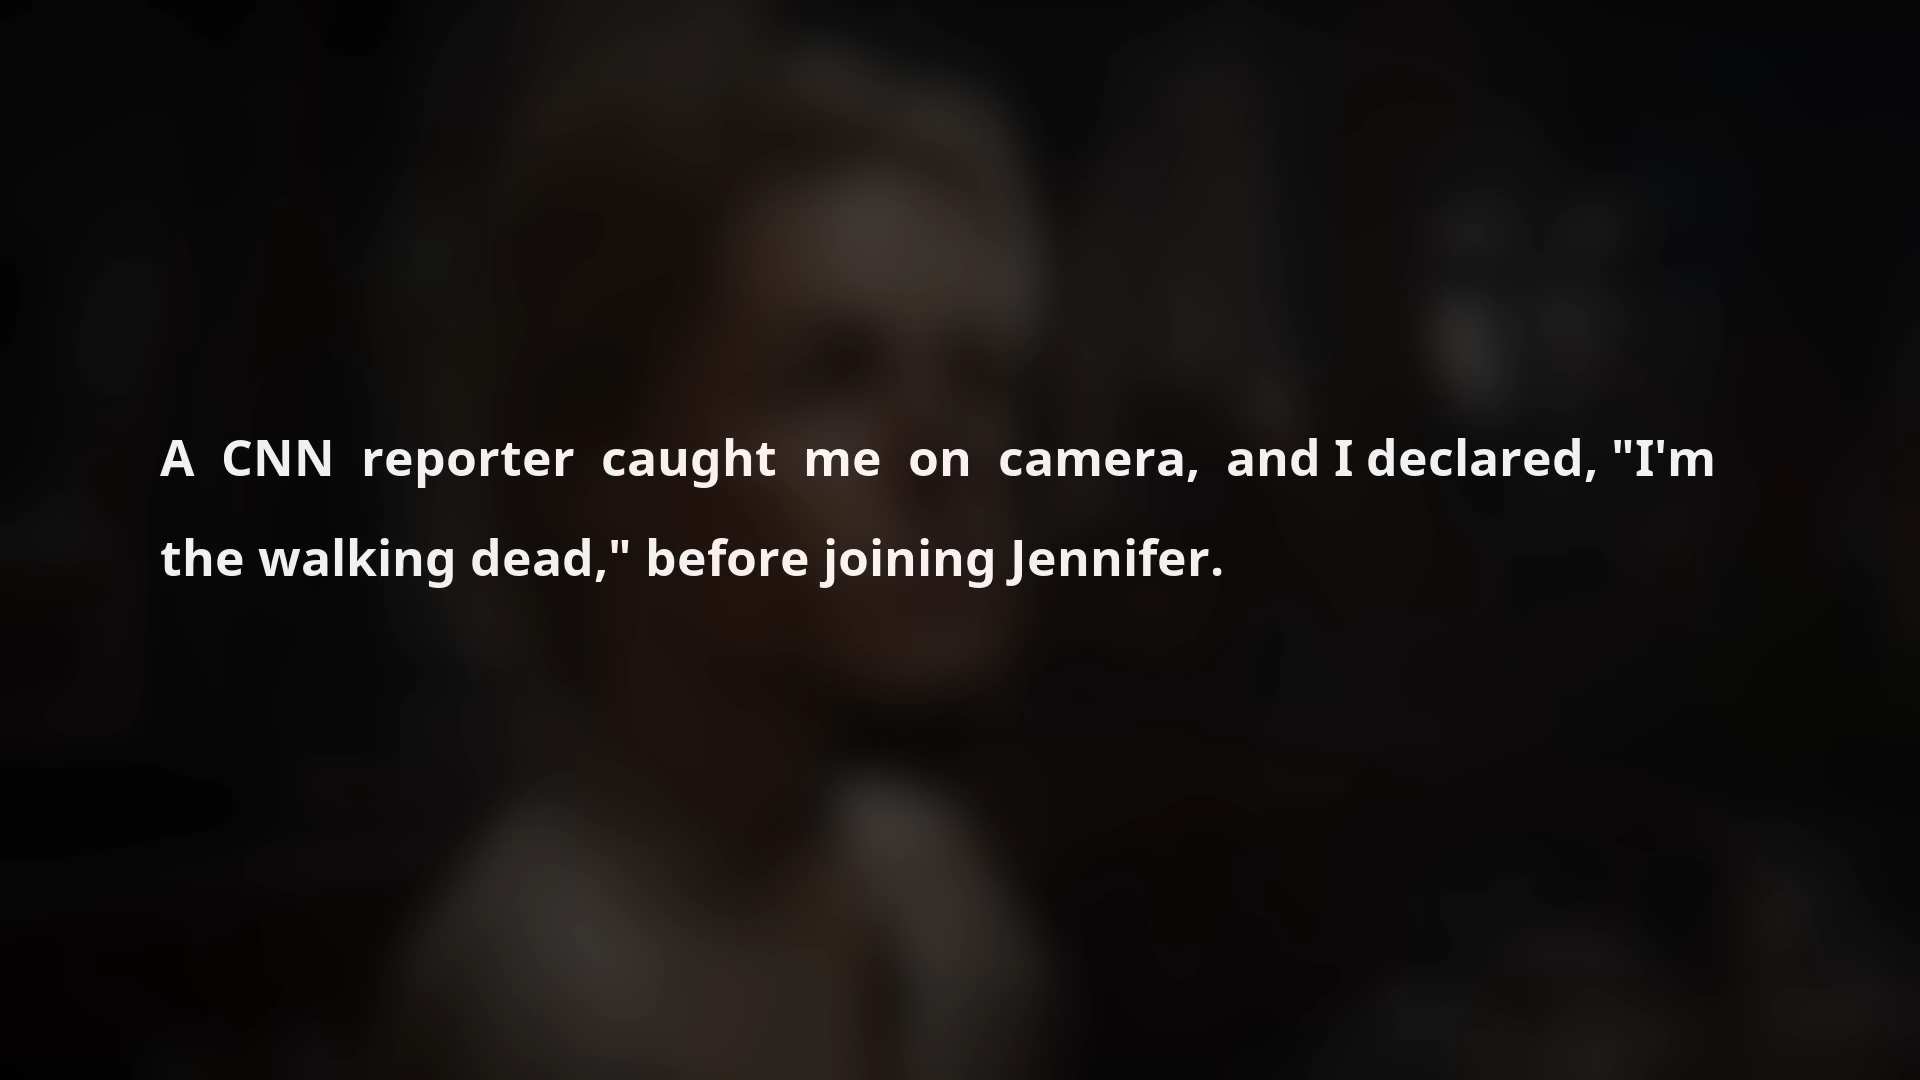 A CNN reporter caught me on camera, and I declared, "I'm
the walking dead," before joining Jennifer.